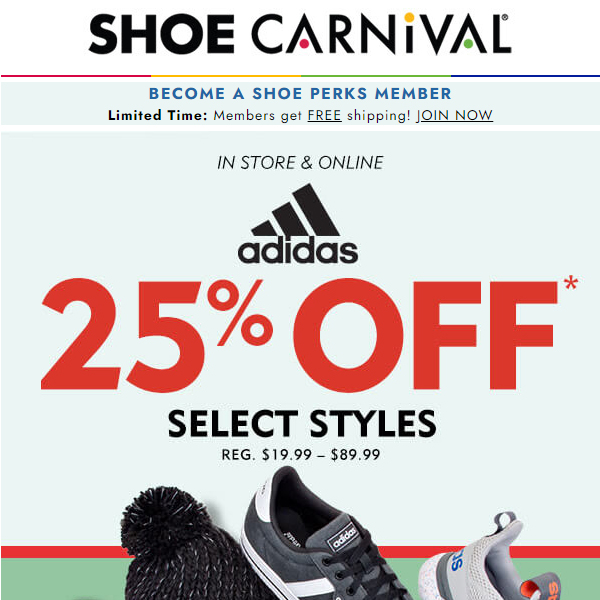 SHOE CARNiVAL®
BECOME A SHOE PERKS MEMBER
Limited Time: Members get FREE shipping! JOIN NOW
IN STORE & ONLINE
adidas
25% OFF*
SELECT STYLES
REG. $19.99 – $89.99
adidas